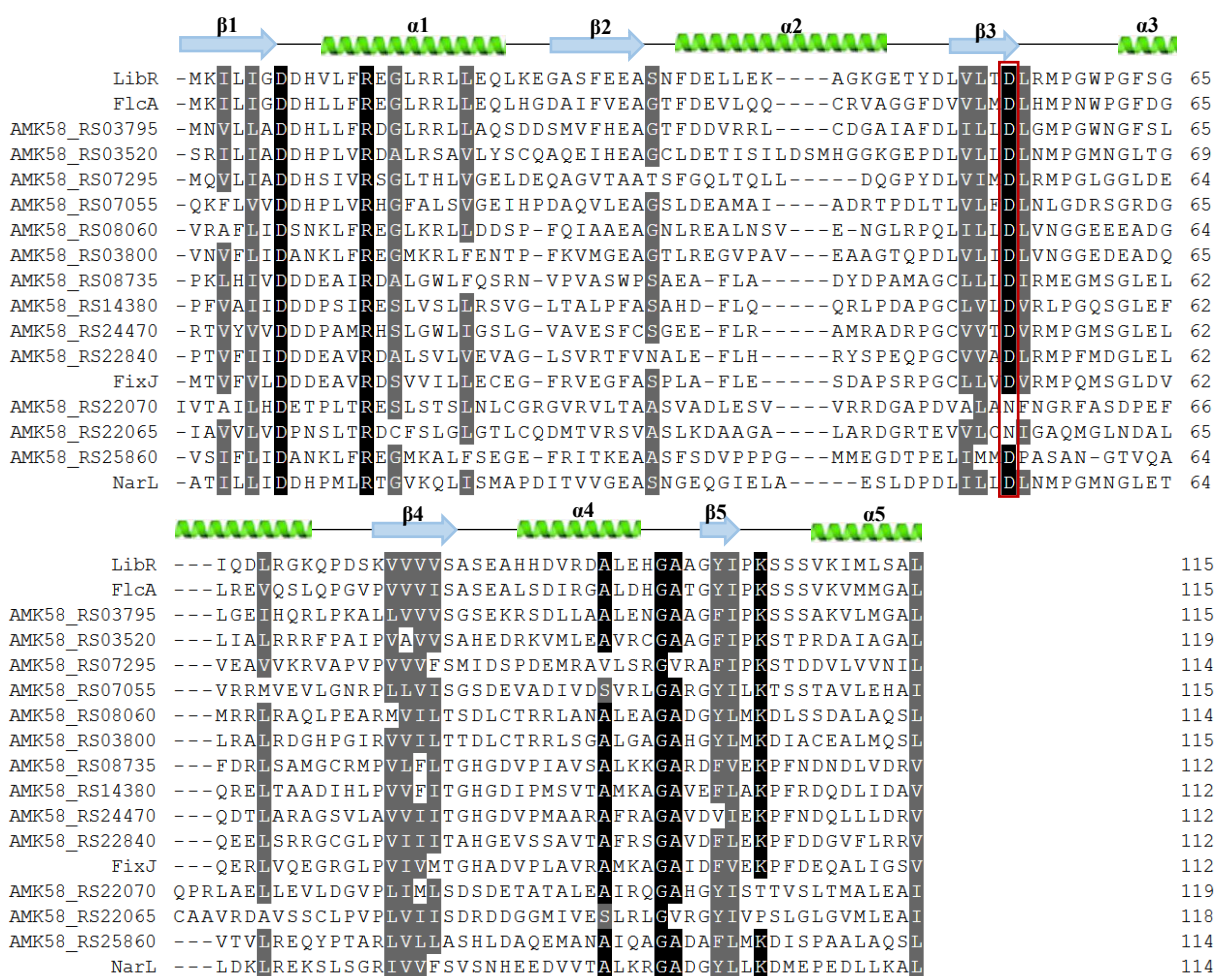 β1 α1 β2 α2 β3 α3
LibR -MKILIGDDHVLFREGLRRLLEQLKEGASFEEASNFDELLEK----AGKGETYDLVLTDLRMPGWPGFSG 65
FlcA -MKILIGDDHLLFREGLRRLLEQLHGDAIFVEAGTFDEVLQQ----CRVAGGFDVVLMDLHMPNWPGFDG 65
AMK58_RS03795 -MNVLLADDHLLFRDGLRRLLAQSDDSMVFHEAGTFDDVRRL----CDGAIAFDLILLDLGMPGWNGFSL 65
AMK58_RS03520 -SRILIADDHPLVRDALRSAVLYSCQAQEIHEAGCLDETISILDSMHGGKGEPDLVLIDLNMPGMNGLTG 69
AMK58_RS07295 -MQVLIADDHSIVRSGLTHLVGELDEQAGVTAATSFGQLTQLL-----DQGPYDLVIMDLRMPGLGGLDE 64
AMK58_RS07055 -QKFLVVDDHPLVRHGFALSVGEIHPDAQVLEAGSLDEAMAI----ADRTPDLTLVLFDLNLGDRSGRDG 65
AMK58_RS08060 -VRAFLIDSNKLFREGLKRLLDDSP-FQIAAEAGNLREALNSV---E-NGLRPQLILLDLVNGGEEEADG 64
AMK58_RS03800 -VNVFLIDANKLFREGMKRLFENTP-FKVMGEAGTLREGVPAV---EAAGTQPDLVLIDLVNGGEDEADQ 65
AMK58_RS08735 -PKLHIVDDDEAIRDALGWLFQSRN-VPVASWPSAEA-FLA-----DYDPAMAGCLLLDIRMEGMSGLEL 62
AMK58_RS14380 -PFVAIIDDDPSIRESLVSLLRSVG-LTALPFASAHD-FLQ-----QRLPDAPGCLVIDVRLPGQSGLEF 62
AMK58_RS24470 -RTVYVVDDDPAMRHSLGWLIGSLG-VAVESFCSGEE-FLR-----AMRADRPGCVVTDVRMPGMSGLEL 62
AMK58_RS22840 -PTVFIIDDDEAVRDALSVLVEVAG-LSVRTFVNALE-FLH-----RYSPEQPGCVVADLRMPFMDGLEL 62
FixJ -MTVFVLDDDEAVRDSVVILLECEG-FRVEGFASPLA-FLE-----SDAPSRPGCLLVDVRMPQMSGLDV 62
AMK58_RS22070 IVTAILHDETPLTRESLSTSLNLCGRGVRVLTAASVADLESV----VRRDGAPDVALANFNGRFASDPEF 66
AMK58_RS22065 -IAVVLVDPNSLTRDCFSLGLGTLCQDMTVRSVASLKDAAGA----LARDGRTEVVLCNIGAQMGLNDAL 65
AMK58_RS25860 -VSIFLIDANKLFREGMKALFSEGE-FRITKEAASFSDVPPPG----MMEGDTPELIMMDPASAN-GTVQA 64
NarL -ATILLIDDHPMLRTGVKQLISMAPDITVVGEASNGEQGIELA-----ESLDPDLILLDLNMPGMNGLET 64
β4 α4 β5 α5
LibR ---IQDLRGKQPDSKVVVVSASEAHHDVRDALEHGAAGYIPKSSSVKIMLSAL 115
FlcA ---LREVQSLQPGVPVVVISASEALSDIRGALDHGATGYIPKSSSVKVMMGAL 115
AMK58_RS03795 ---LGEIHQRLPKALLVVVSGSEKRSDLLAALENGAAGFIPKSSSAKVLMGAL 115
AMK58_RS03520 ---LIALRRRFPAIPVAVVSAHEDRKVMLEAVRCGAAGFIPKSTPRDAIAGAL 119
AMK58_RS07295 ---VEAVVKRVAPVPVVVFSMIDSPDEMRAVLSRGVRAFIPKSTDDVLVVNIL 114
AMK58_RS07055 ---VRRMVEVLGNRPLLVISGSDEVADIVDSVRLGARGYILKTSSTAVLEHAI 115
AMK58_RS08060 ---MRRLRAQLPEARMVILTSDLCTRRLANALEAGADGYLMKDLSSDALAQSL 114
AMK58_RS03800 ---LRALRDGHPGIRVVILTTDLCTRRLSGALGAGAHGYLMKDIACEALMQSL 115
AMK58_RS08735 ---FDRLSAMGCRMPVLFLTGHGDVPIAVSALKKGARDFVEKPFNDNDLVDRV 112
AMK58_RS14380 ---QRELTAADIHLPVVFITGHGDIPMSVTAMKAGAVEFLAKPFRDQDLIDAV 112
AMK58_RS24470 ---QDTLARAGSVLAVVIITGHGDVPMAARAFRAGAVDVIEKPFNDQLLLDRV 112
AMK58_RS22840 ---QEELSRRGCGLPVIIITAHGEVSSAVTAFRSGAVDFLEKPFDDGVFLRRV 112
FixJ ---QERLVQEGRGLPVIVMTGHADVPLAVRAMKAGAIDFVEKPFDEQALIGSV 112
AMK58_RS22070 QPRLAELLEVLDGVPLIMLSDSDETATALEAIRQGAHGYISTTVSLTMALEAI 119
AMK58_RS22065 CAAVRDAVSSCLPVPLVIISDRDDGGMIVESLRLGVRGYIVPSLGLGVMLEAI 118
AMK58_RS25860 ---VTVLREQYPTARLVLLASHLDAQEMANAIQAGADAFLMKDISPAALAQSL 114
NarL ---LDKLREKSLSGRIVVFSVSNHEEDVVTALKRGADGYLLKDMEPEDLLKAL 114